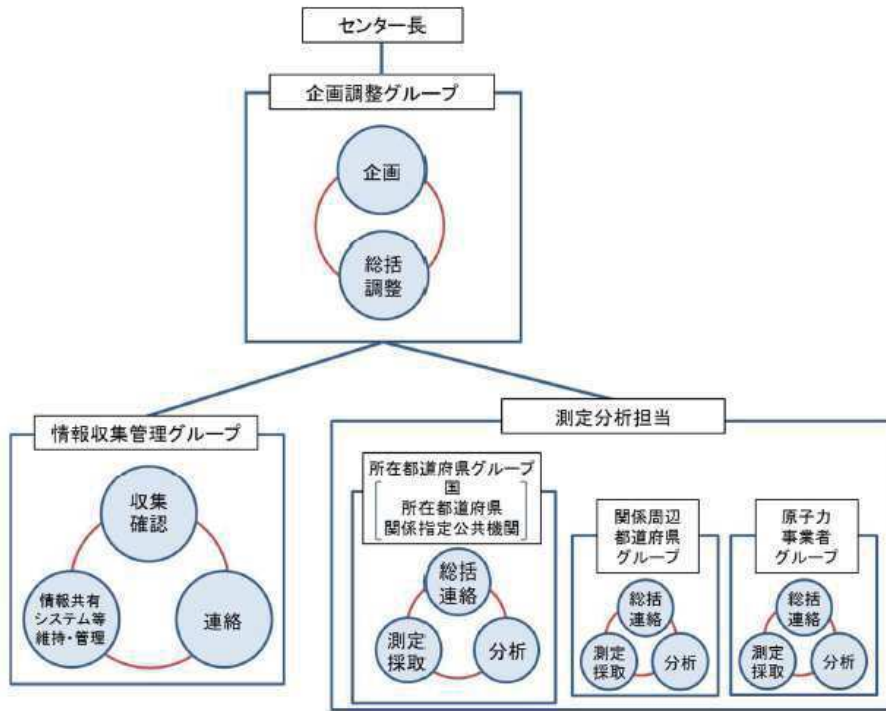 センター長
企画調整グループ
企画
総括
調整
情報収集管理グループ
収集
確認
情報共有
システム等
維持・管理
連絡
測定分析担当
所在都道府県グループ
国
所在都道府県
関係指定公共機関
総括
連絡
測定
採取
分析
関係周辺
都道府県
グループ
総括
連絡
測定
採取
分析
原子力
事業者
グループ
総括
連絡
測定
採取
分析